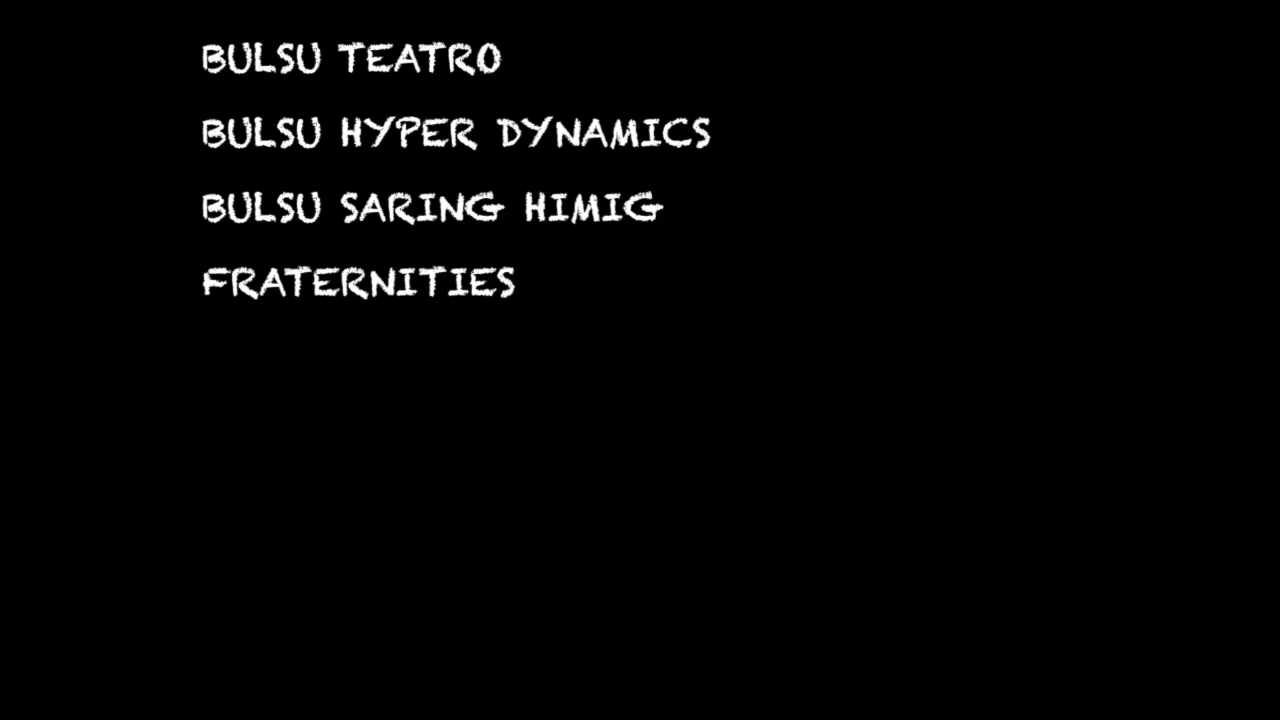 BULSU TEATRO
BULSU HYPER DYNAMICS
BULSU SARING HIMIG
FRATERNITIES